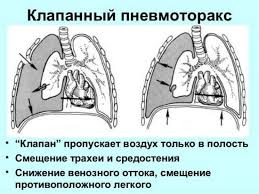 Клапанный пневмоторакс
• “Клапан” пропускает воздух только в полость
• Смещение трахеи и средостения
• Снижение венозного оттока, смещение
противоположного легкого